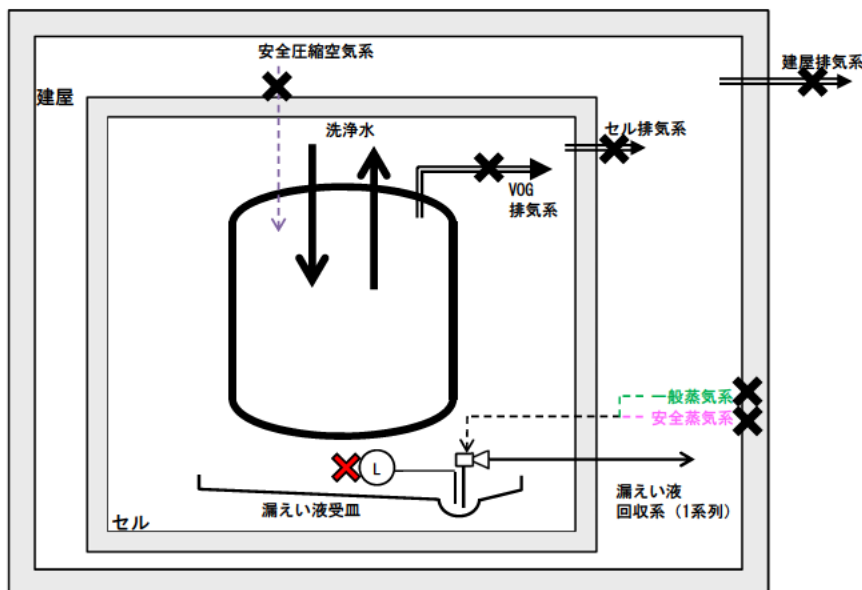 安全圧縮空気系
建屋排気系
建屋
洗浄水
セル排気系
VOG
排気系
一般蒸気系
安全蒸気系
L
漏えい液受皿
漏えい液
回収系（1系列）
セル